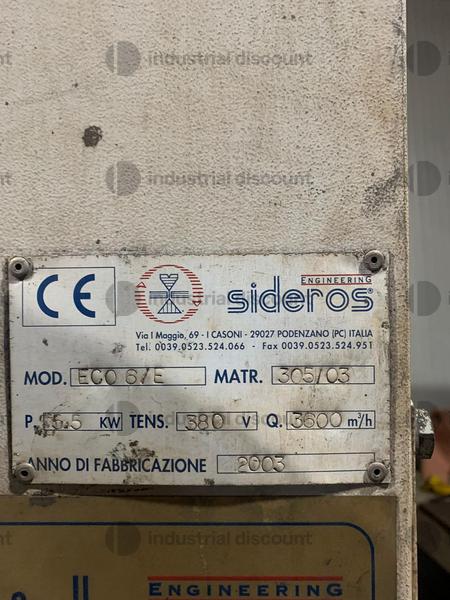 industrial discount
industrial discount
CE
ENGINEERING
sideros®
Via I Maggio, 69 - I CASONI - 29027 PODENZANO (PC) ITALIA
Tel. 0039.0523.524.066 - Fax 0039.0523.524.951
MOD. ECO 6/E MATR. 305/03
P 5.5 KW TENS. 380 V Q. 3600 m³/h
ANNO DI FABBRICAZIONE 2003
industrial discount
ENGINEERING